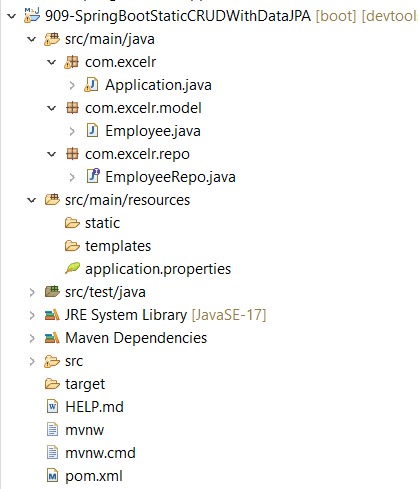 909-SpringBootStaticCRUDWithDataJPA [boot] [devtool
src/main/java
com.excelr
Application.java
com.excelr.model
Employee.java
com.excelr.repo
EmployeeRepo.java
src/main/resources
static
templates
application.properties
src/test/java
JRE System Library [JavaSE-17]
Maven Dependencies
src
target
HELP.md
mvnw
mvnw.cmd
pom.xml